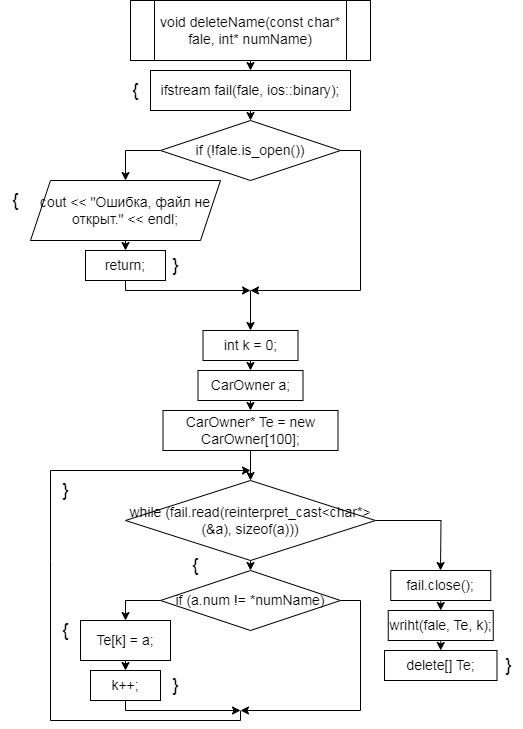 void deleteName(const char*
fale, int* numName)
{
ifstream fail(fale, ios::binary);
if (!fale.is_open())
{
cout << "Ошибка, файл не
открыт." << endl;
return;
}
int k = 0;
CarOwner a;
CarOwner* Te = new
CarOwner[100];
}
while (fail.read(reinterpret_cast<char*>
(&a), sizeof(a)))
{
if (a.num != *numName)
{
Te[k] = a;
k++;
}
fail.close();
wriht(fale, Te, k);
delete[] Te;
}